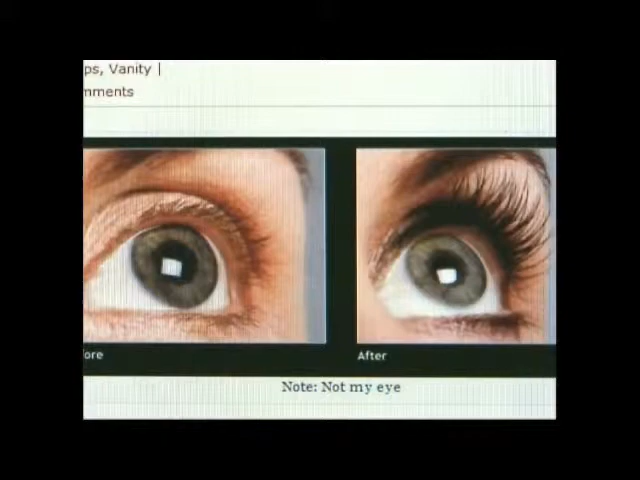 ps, Vanity |
mments
ore
After
Note: Not my eye